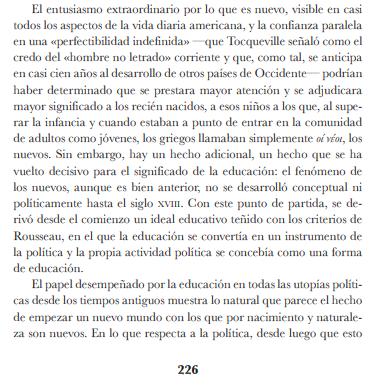 El entusiasmo extraordinario por lo que es nuevo, visible en casi
todos los aspectos de la vida diaria americana, y la confianza paralela
en una «perfectibilidad indefinida» —que Tocqueville señaló como el
credo del «hombre no letrado» corriente y que, como tal, se anticipa
en casi cien años al desarrollo de otros países de Occidente— podrían
haber determinado que se prestara mayor atención y se adjudicara
mayor significado a los recién nacidos, a esos niños a los que, al supe-
rar la infancia y cuando estaban a punto de entrar en la comunidad
de adultos como jóvenes, los griegos llamaban simplemente οἱ νέοι, los
nuevos. Sin embargo, hay un hecho adicional, un hecho que se ha
vuelto decisivo para el significado de la educación: el fenómeno de
los nuevos, aunque es bien anterior, no se desarrolló conceptual ni
políticamente hasta el siglo XVIII. Con este punto de partida, se de-
rivó desde el comienzo un ideal educativo teñido con los criterios de
Rousseau, en el que la educación se convertía en un instrumento de
la política y la propia actividad política se concebía como una forma
de educación.
El papel desempeñado por la educación en todas las utopías políti-
cas desde los tiempos antiguos muestra lo natural que parece el hecho
de empezar un nuevo mundo con los que por nacimiento y naturale-
za son nuevos. En lo que respecta a la política, desde luego que esto
226